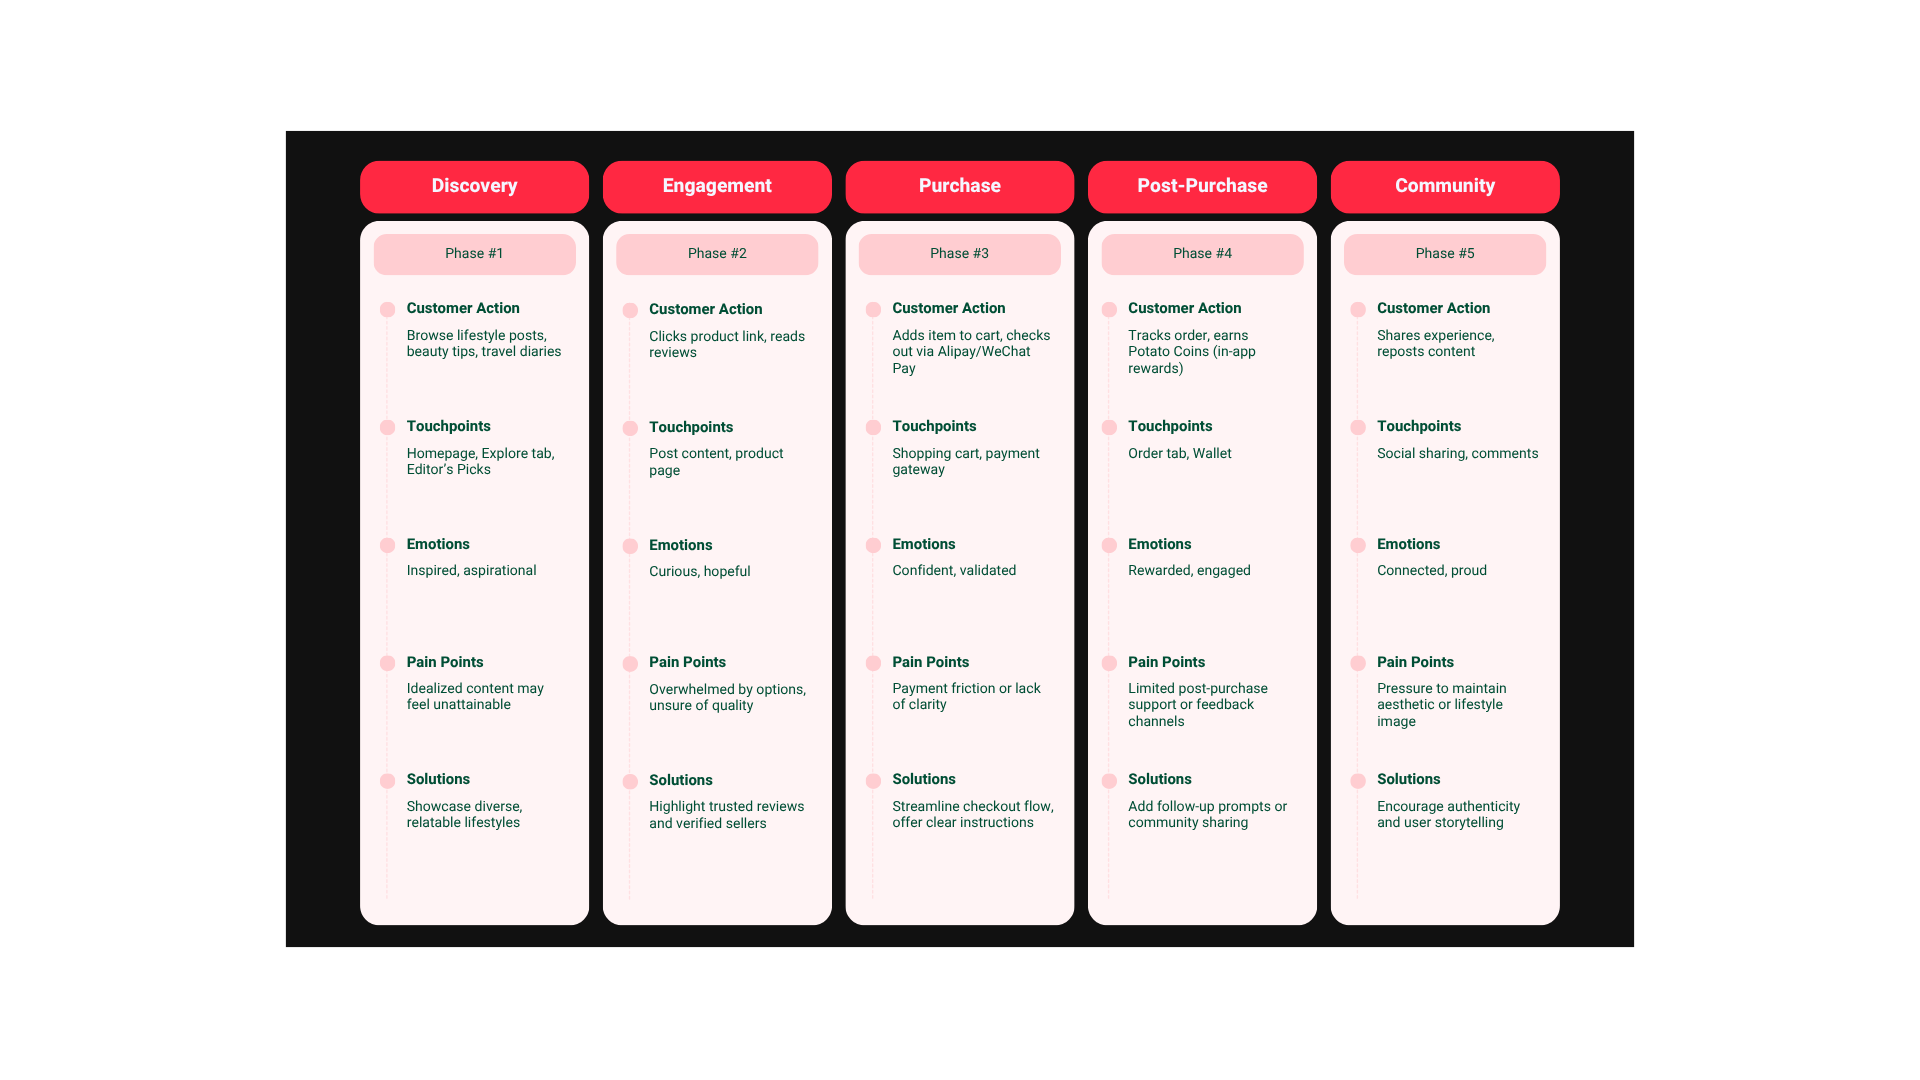 Discovery
Phase #1
Customer Action
Browse lifestyle posts,
beauty tips, travel diaries
Touchpoints
Homepage, Explore tab,
Editor's Picks
Emotions
Inspired, aspirational
Pain Points
Idealized content may
feel unattainable
Solutions
Showcase diverse,
relatable lifestyles
Engagement
Phase #2
Customer Action
Clicks product link, reads
reviews
Touchpoints
Post content, product
page
Emotions
Curious, hopeful
Pain Points
Overwhelmed by options,
unsure of quality
Solutions
Highlight trusted reviews
and verified sellers
Purchase
Phase #3
Customer Action
Adds item to cart, checks
out via Alipay/WeChat
Pay
Touchpoints
Shopping cart, payment
gateway
Emotions
Confident, validated
Pain Points
Payment friction or lack
of clarity
Solutions
Streamline checkout flow,
offer clear instructions
Post-Purchase
Phase #4
Customer Action
Tracks order, earns
Potato Coins (in-app
rewards)
Touchpoints
Order tab, Wallet
Emotions
Rewarded, engaged
Pain Points
Limited post-purchase
support or feedback
channels
Solutions
Add follow-up prompts or
community sharing
Community
Phase #5
Customer Action
Shares experience,
reposts content
Touchpoints
Social sharing, comments
Emotions
Connected, proud
Pain Points
Pressure to maintain
aesthetic or lifestyle
image
Solutions
Encourage authenticity
and user storytelling